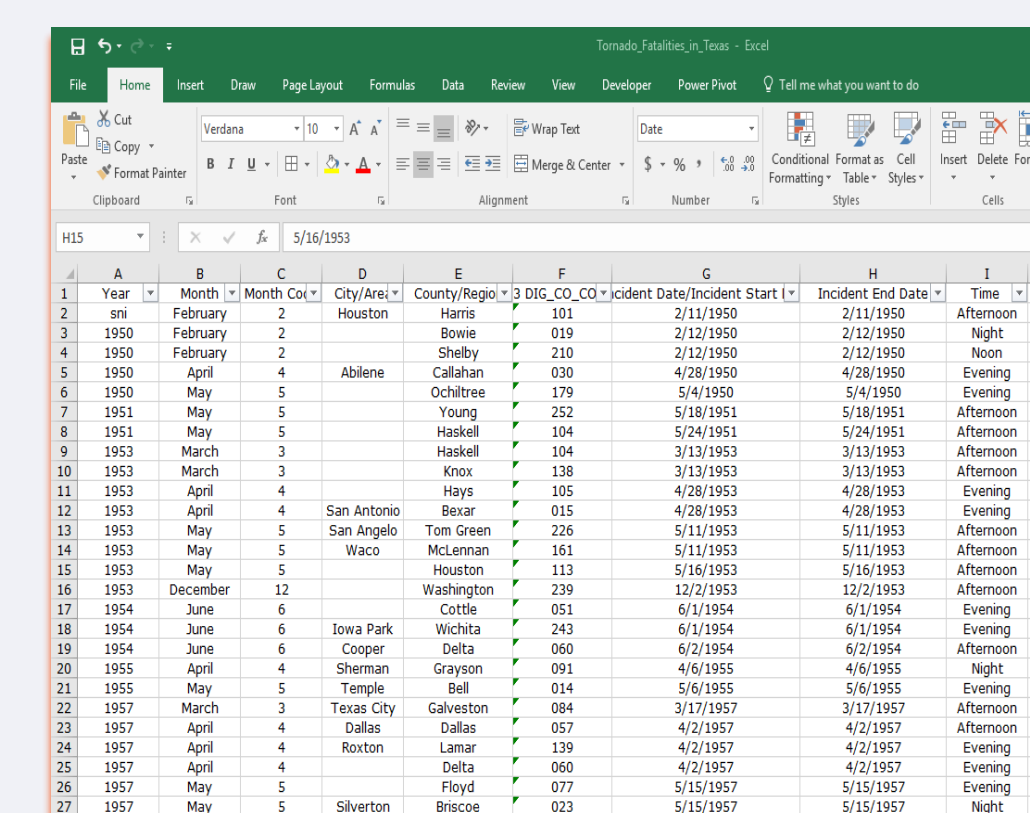 Tornado_Fatalities_in_Texas - Excel
File Home Insert Draw Page Layout Formulas Data Review View Developer Power Pivot Tell me what you want to do
Cut
Copy
Format Painter
Paste
Clipboard
Verdana 10 A A
B I U A
Font
Wrap Text
Merge & Center
Alignment
Date
$ % , .0 .00 .00 .0
Number
Conditional Formatting
Format as Table
Cell Styles
Styles
Insert Delete For
Cells
H15 fx 5/16/1953
A B C D E F G H I
1 Year Month Month Co City/Area County/Regio 3 DIG_CO_CO cident Date/Incident Start Incident End Date Time
2 sni February 2 Houston Harris 101 2/11/1950 2/11/1950 Afternoon
3 1950 February 2 Bowie 019 2/12/1950 2/12/1950 Night
4 1950 February 2 Shelby 210 2/12/1950 2/12/1950 Noon
5 1950 April 4 Abilene Callahan 030 4/28/1950 4/28/1950 Evening
6 1950 May 5 Ochiltree 179 5/4/1950 5/4/1950 Evening
7 1951 May 5 Young 252 5/18/1951 5/18/1951 Afternoon
8 1951 May 5 Haskell 104 5/24/1951 5/24/1951 Afternoon
9 1953 March 3 Haskell 104 3/13/1953 3/13/1953 Afternoon
10 1953 March 3 Knox 138 3/13/1953 3/13/1953 Afternoon
11 1953 April 4 Hays 105 4/28/1953 4/28/1953 Evening
12 1953 April 4 San Antonio Bexar 015 4/28/1953 4/28/1953 Evening
13 1953 May 5 San Angelo Tom Green 226 5/11/1953 5/11/1953 Afternoon
14 1953 May 5 Waco McLennan 161 5/11/1953 5/11/1953 Afternoon
15 1953 May 5 Houston 113 5/16/1953 5/16/1953 Afternoon
16 1953 December 12 Washington 239 12/2/1953 12/2/1953 Afternoon
17 1954 June 6 Cottle 051 6/1/1954 6/1/1954 Evening
18 1954 June 6 Iowa Park Wichita 243 6/1/1954 6/1/1954 Evening
19 1954 June 6 Cooper Delta 060 6/2/1954 6/2/1954 Afternoon
20 1955 April 4 Sherman Grayson 091 4/6/1955 4/6/1955 Night
21 1955 May 5 Temple Bell 014 5/6/1955 5/6/1955 Evening
22 1957 March 3 Texas City Galveston 084 3/17/1957 3/17/1957 Afternoon
23 1957 April 4 Dallas Dallas 057 4/2/1957 4/2/1957 Afternoon
24 1957 April 4 Roxton Lamar 139 4/2/1957 4/2/1957 Evening
25 1957 April 4 Delta 060 4/2/1957 4/2/1957 Evening
26 1957 May 5 Floyd 077 5/15/1957 5/15/1957 Evening
27 1957 May 5 Silverton Briscoe 023 5/15/1957 5/15/1957 Night